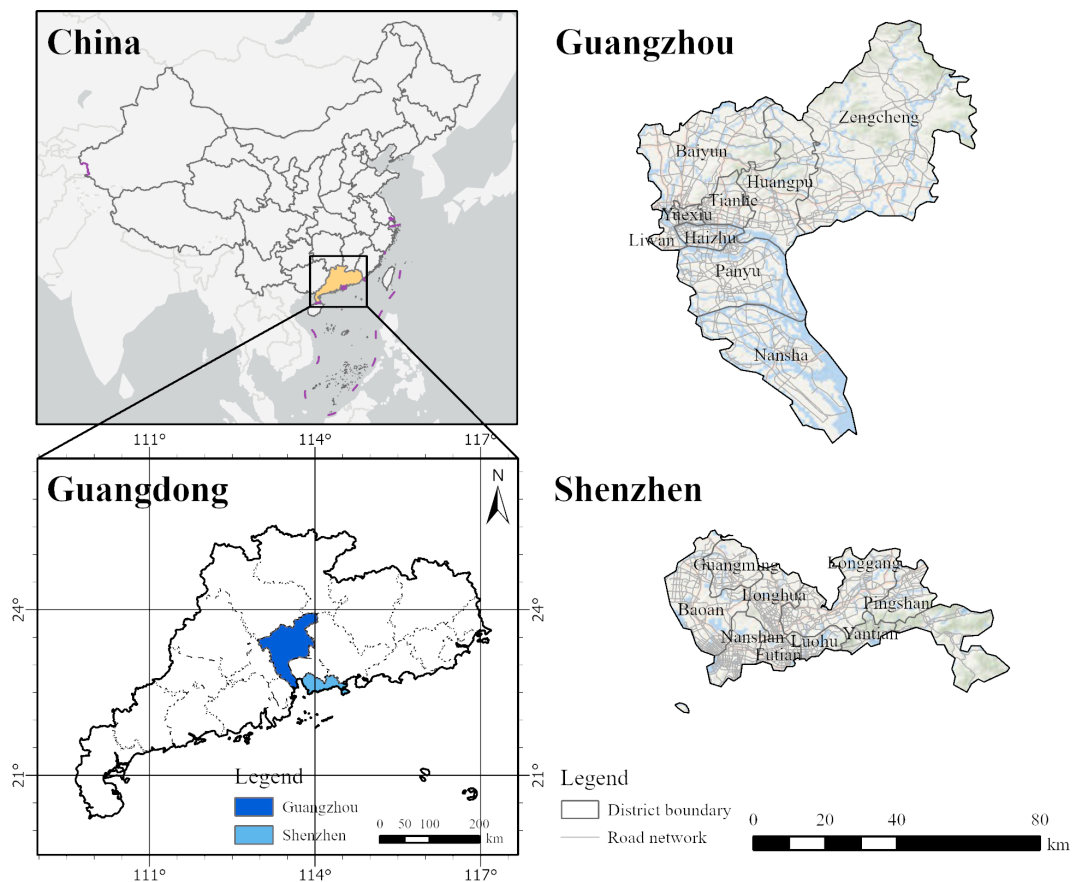 China
Guangzhou
Zengcheng
Baiyun
Huangpu
Tianhe
Yuexiu
Liwan
Haizhu
Panyu
Nansha
111°
114°
117°
Guangdong
N
24°
24°
21°
21°
Legend
Guangzhou
Shenzhen
0 50 100 200
km
111°
114°
117°
Shenzhen
Guangming
Longgang
Longhua
Baoan
Pingshan
Nanshan
Luohu
Yantian
Futian
Legend
District boundary
Road network
0 20 40 80
km